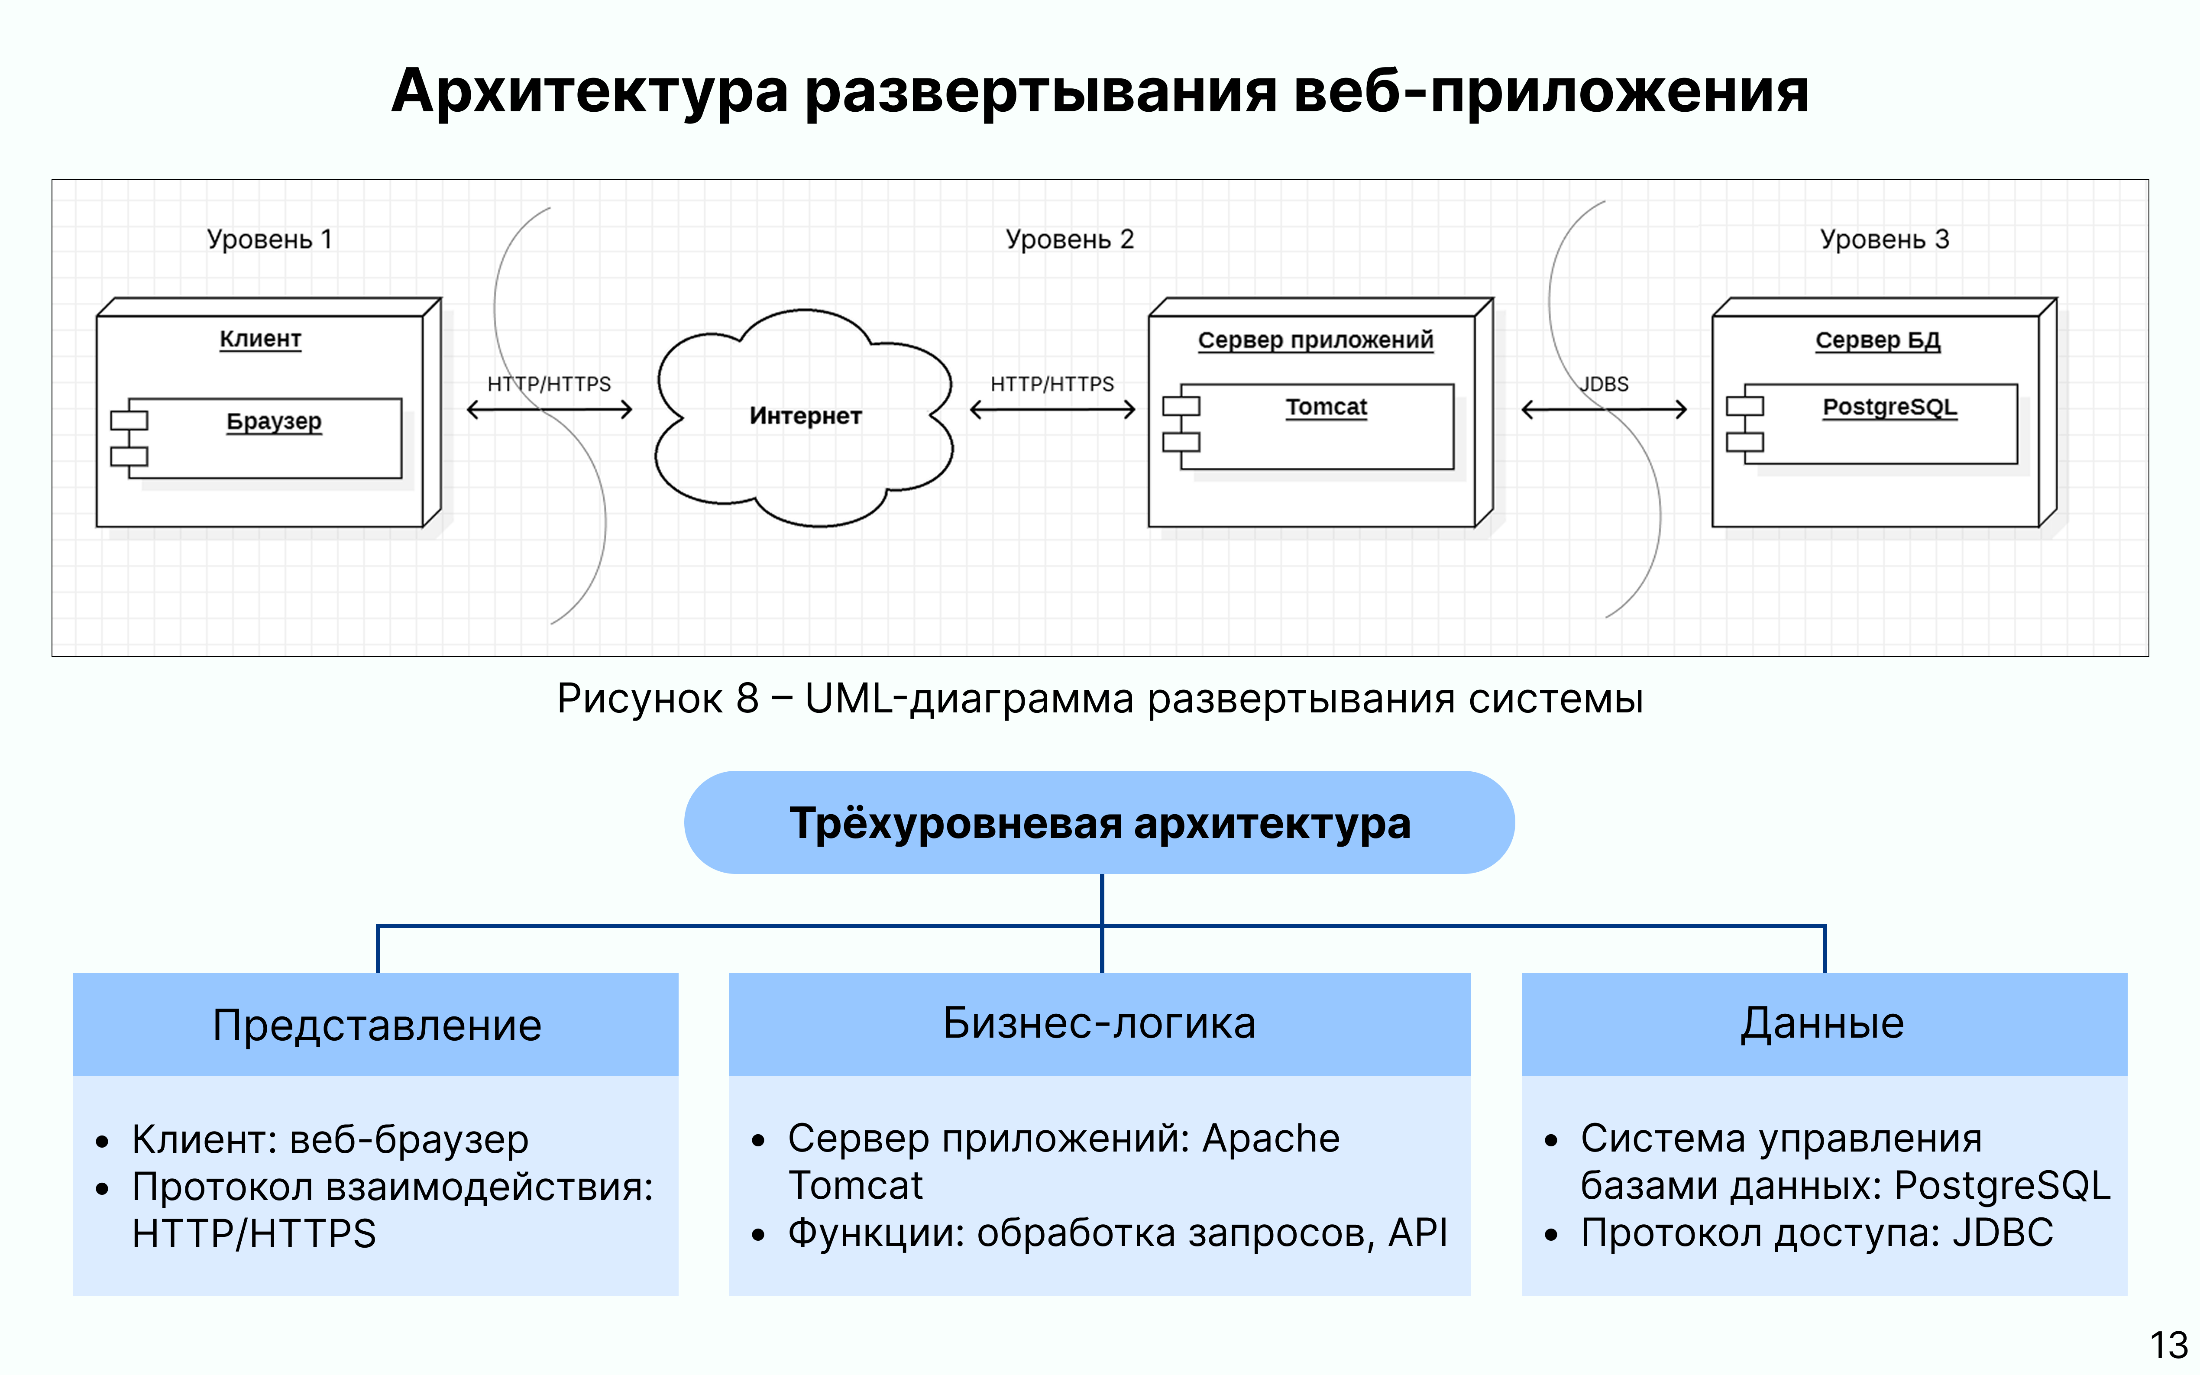 Архитектура развертывания веб-приложения
Уровень 1
Уровень 2
Уровень 3
Клиент
Браузер
HTTP/HTTPS
Интернет
HTTP/HTTPS
Сервер приложений
Tomcat
JDBS
Сервер БД
PostgreSQL
Рисунок 8 – UML-диаграмма развертывания системы
Трёхуровневая архитектура
Представление
• Клиент: веб-браузер
• Протокол взаимодействия:
HTTP/HTTPS
Бизнес-логика
• Сервер приложений: Apache
Tomcat
• Функции: обработка запросов, API
Данные
• Система управления
базами данных: PostgreSQL
• Протокол доступа: JDBC
13